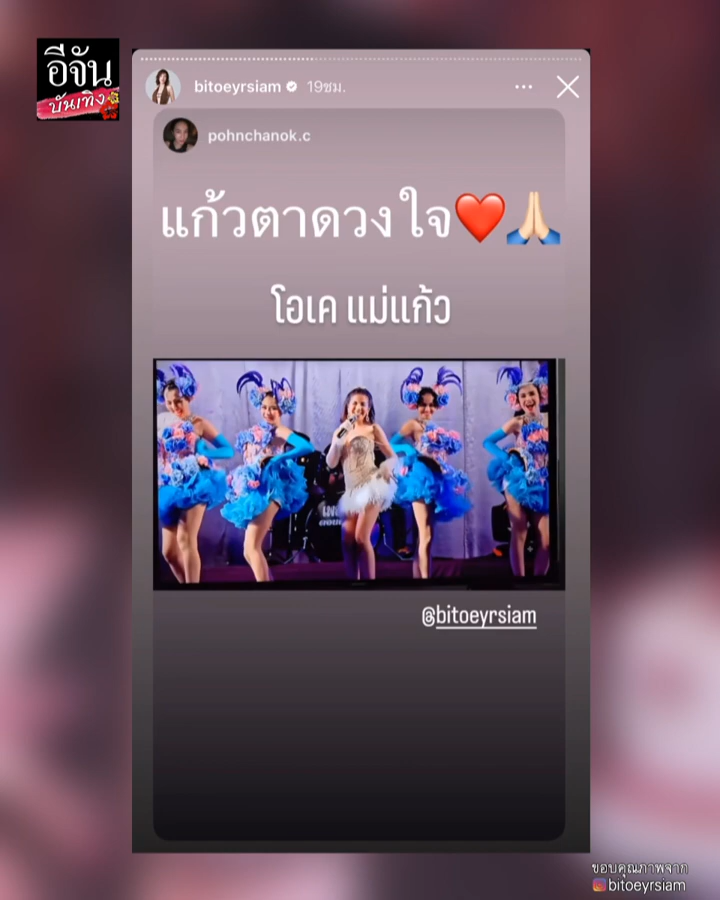 อีจัน
บันเทิง
bitoeyrsiam 19ชม.
pohnchanok.c
แก้วตาดวงใจ❤️🙏🏻
โอเค แม่แก้ว
@bitoeyrsiam
ขอบคุณภาพจาก
bitoeyrsiam